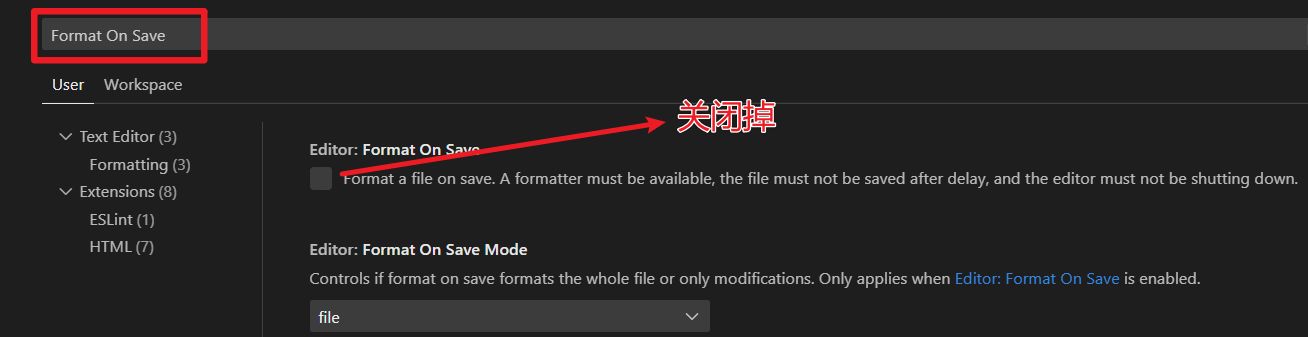 Format On Save
User Workspace
关闭掉
Text Editor (3)
Formatting (3)
Extensions (8)
ESLint (1)
HTML (7)
Editor: Format On Save
Format a file on save. A formatter must be available, the file must not be saved after delay, and the editor must not be shutting down.
Editor: Format On Save Mode
Controls if format on save formats the whole file or only modifications. Only applies when Editor: Format On Save is enabled.
file